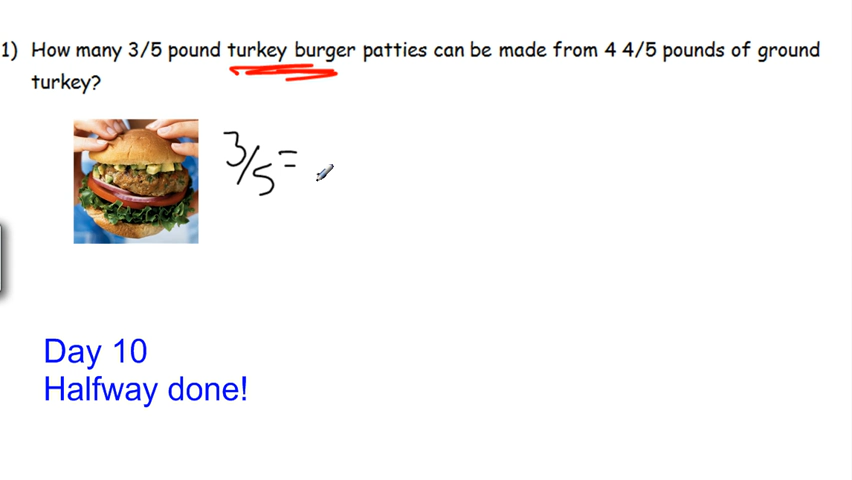 1) How many 3/5 pound turkey burger patties can be made from 4 4/5 pounds of ground
turkey?
3/5 =
Day 10
Halfway done!